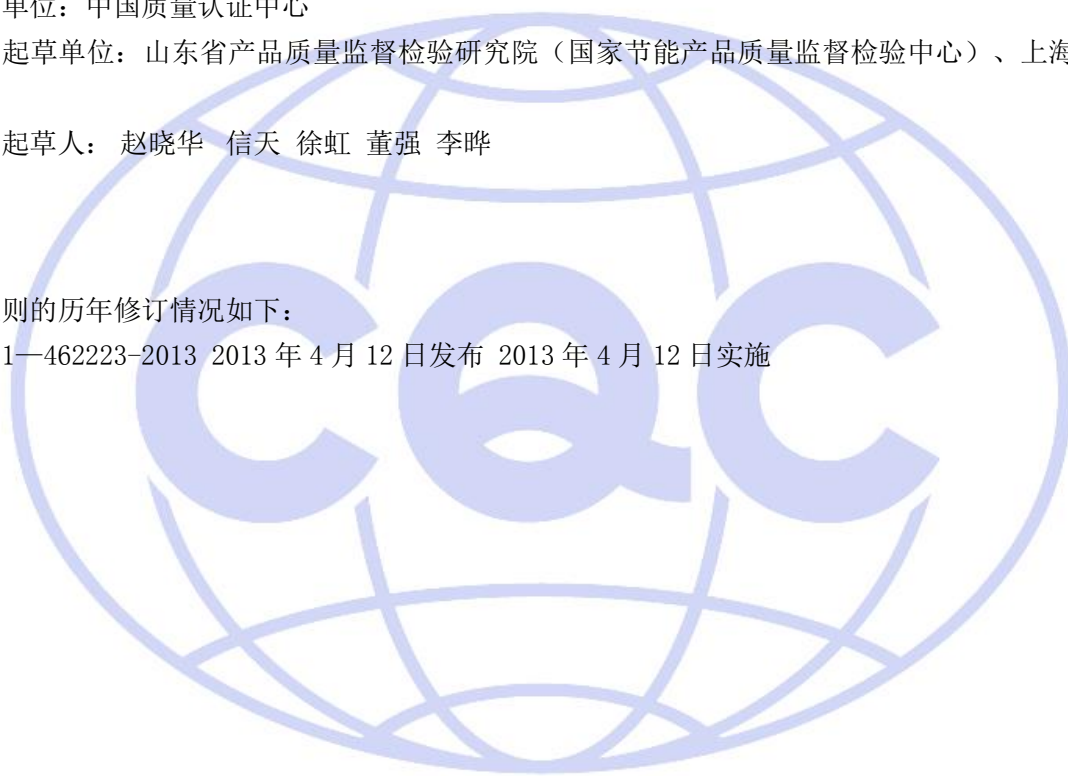 单位：中国质量认证中心
起草单位：山东省产品质量监督检验研究院（国家节能产品质量监督检验中心）、上海
起草人： 赵晓华 信天 徐虹 董强 李晔
则的历年修订情况如下：
1—462223-2013 2013 年 4 月 12 日发布 2013 年 4 月 12 日实施
CQC